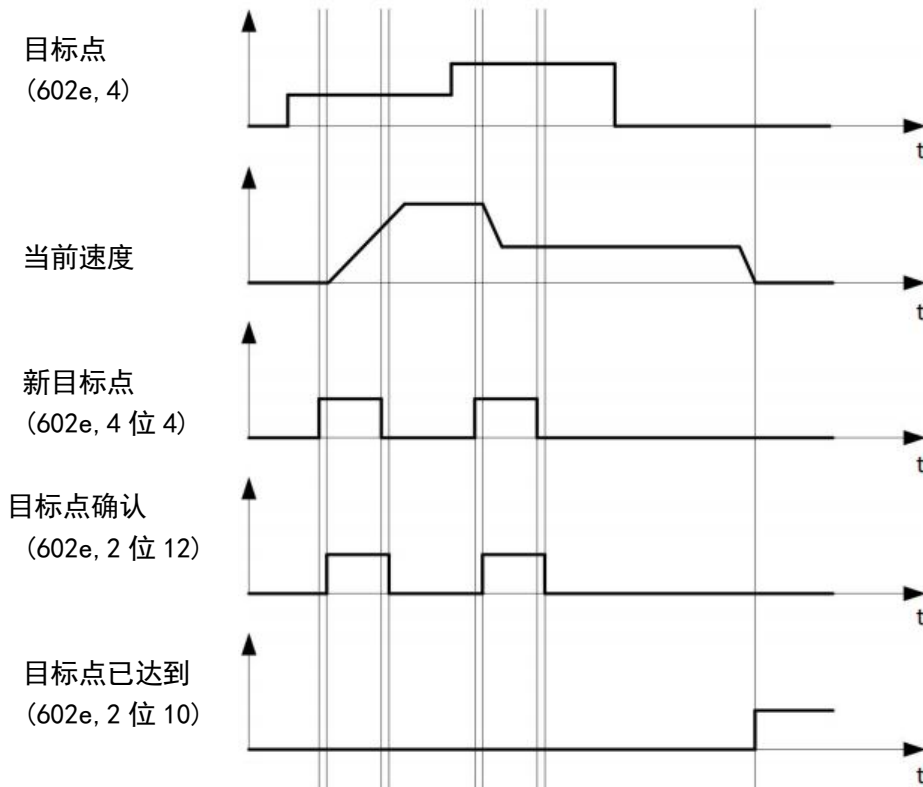 目标点
(602e, 4)
t
当前速度
t
新目标点
(602e, 4 位 4)
t
目标点确认
(602e, 2 位 12)
t
目标点已达到
(602e, 2 位 10)
t